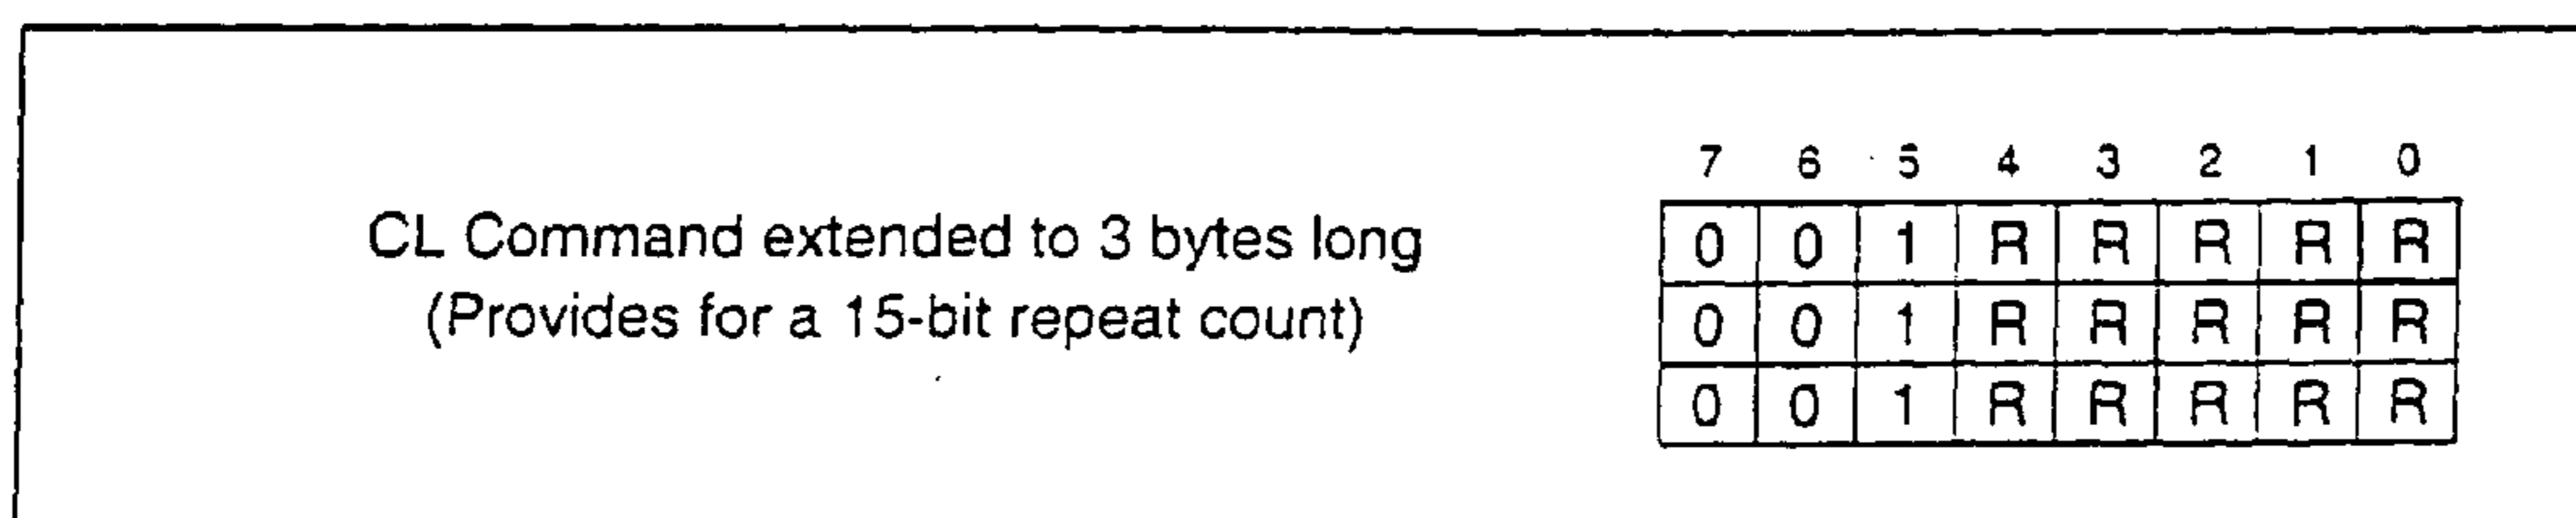 7 6 5 4 3 2 1 0
CL Command extended to 3 bytes long
(Provides for a 15-bit repeat count)
0 0 1 R R R R R
0 0 1 R R R R R
0 0 1 R R R R R